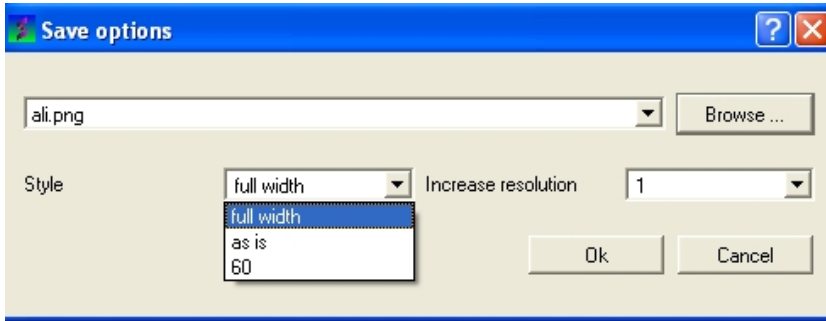 Save options
ali.png Browse ...
Style full width Increase resolution 1
full width
as is
60
Ok Cancel